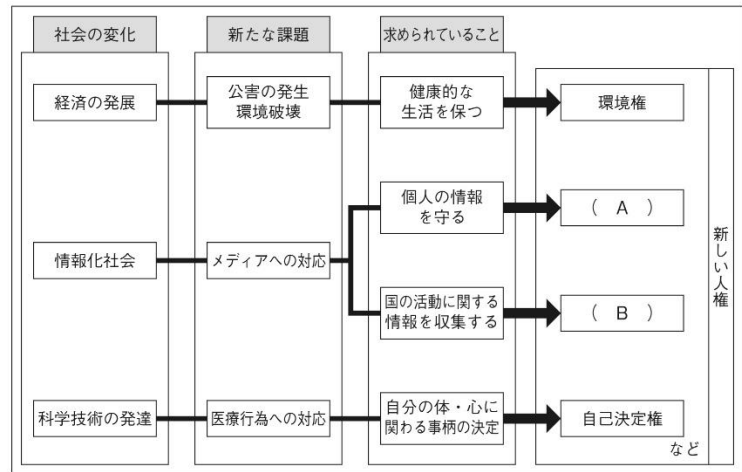 社会の変化
新たな課題
求められていること
経済の発展
公害の発生
環境破壊
健康的な
生活を保つ
環境権
個人の情報
を守る
( A )
情報化社会
メディアへの対応
国の活動に関する
情報を収集する
( B )
科学技術の発達
医療行為への対応
自分の体・心に
関わる事柄の決定
自己決定権
など
新しい人権